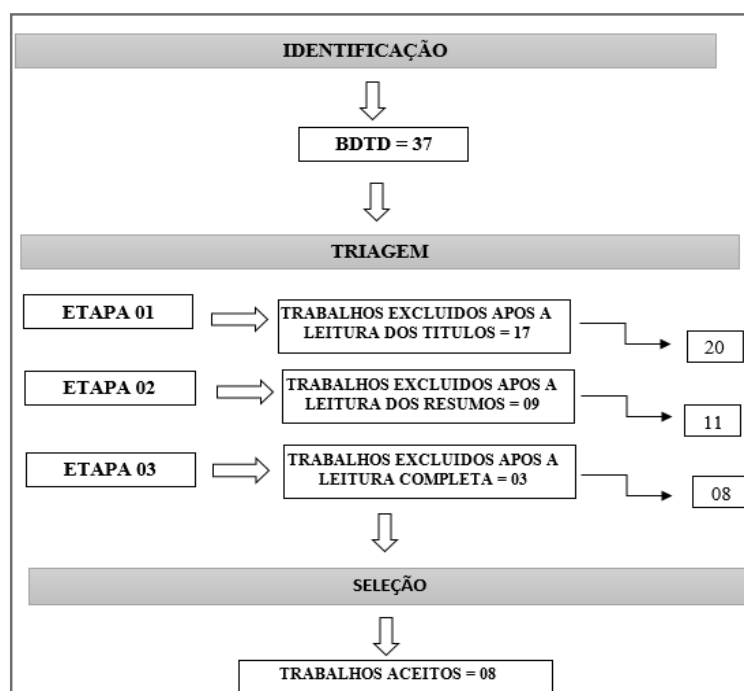 IDENTIFICAÇÃO
BDTD = 37
TRIAGEM
ETAPA 01
TRABALHOS EXCLUIDOS APOS A
LEITURA DOS TITULOS = 17
20
ETAPA 02
TRABALHOS EXCLUIDOS APOS A
LEITURA DOS RESUMOS = 09
11
ETAPA 03
TRABALHOS EXCLUIDOS APOS A
LEITURA COMPLETA = 03
08
SELEÇÃO
TRABALHOS ACEITOS = 08